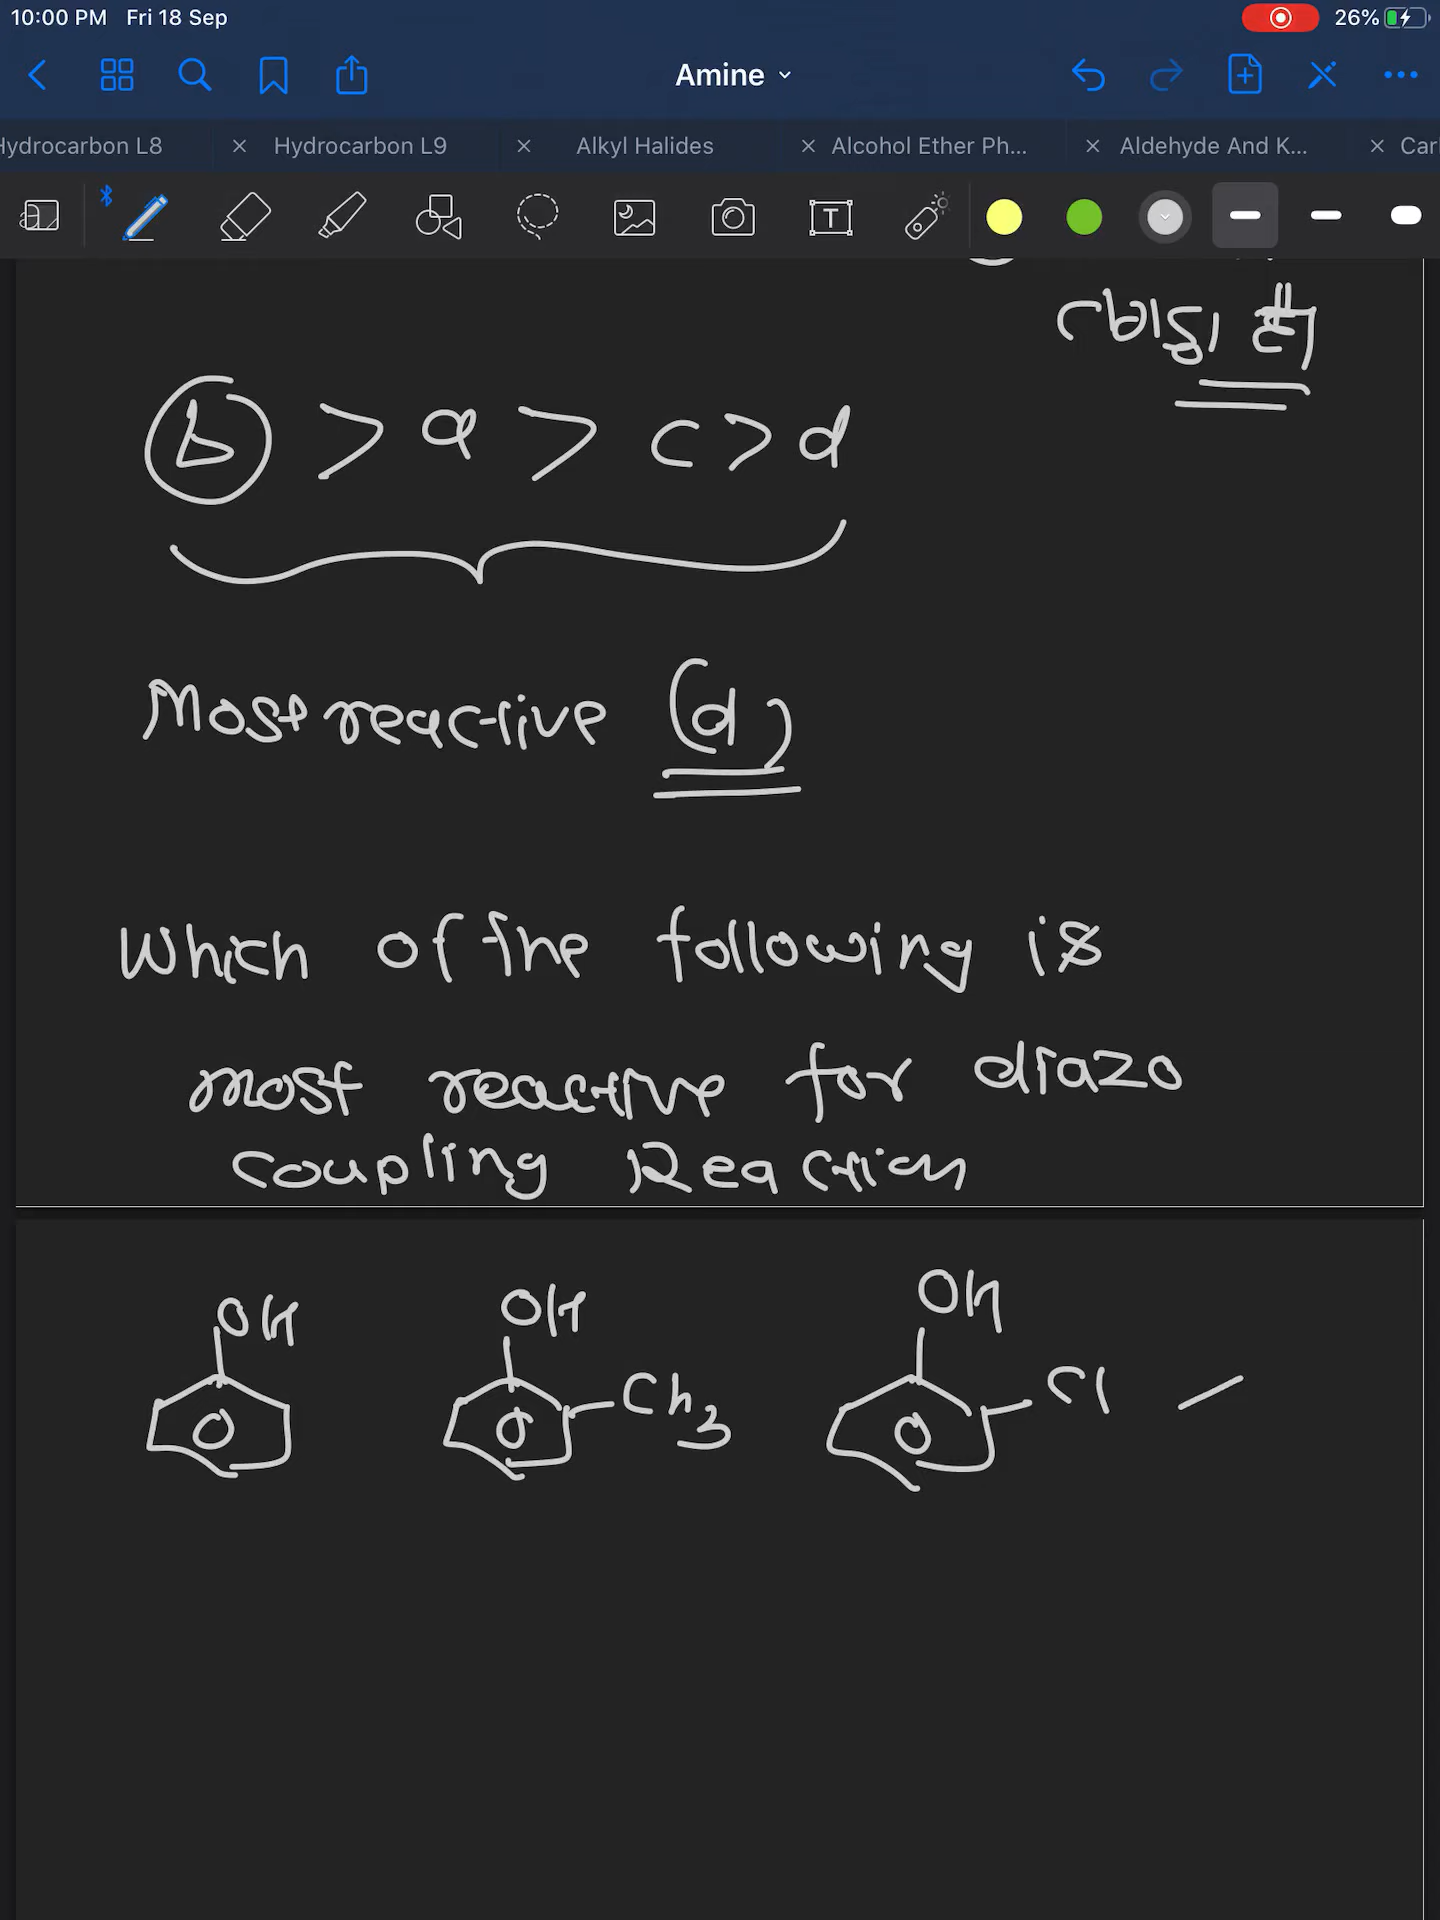 10:00 PM Fri 18 Sep
26%
Amine
Hydrocarbon L8
Hydrocarbon L9
Alkyl Halides
Alcohol Ether Ph...
Aldehyde And K...
Car
T
b > a > c > d
Most reactive (d)
Which of the following is
most reactive for diazo
coupling Reaction
OH
OH
OH
CH3
Cl